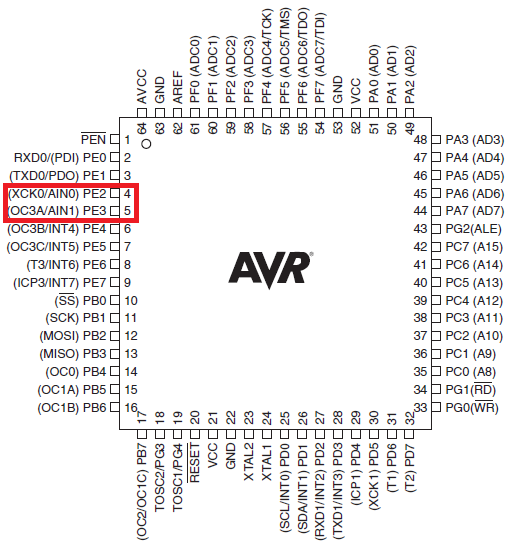 AVCC
GND
AREF
PF0 (ADC0)
PF1 (ADC1)
PF2 (ADC2)
PF3 (ADC3)
PF4 (ADC4/TCK)
PF5 (ADC5/TMS)
PF6 (ADC6/TDO)
PF7 (ADC7/TDI)
GND
VCC
PA0 (AD0)
PA1 (AD1)
PA2 (AD2)
64
63
62
61
60
59
58
57
56
55
54
53
52
51
50
49
PEN 1
RXD0/(PDI) PE0 2
(TXD0/PDO) PE1 3
(XCK0/AIN0) PE2 4
(OC3A/AIN1) PE3 5
(OC3B/INT4) PE4 6
(OC3C/INT5) PE5 7
(T3/INT6) PE6 8
(ICP3/INT7) PE7 9
(SS) PB0 10
(SCK) PB1 11
(MOSI) PB2 12
(MISO) PB3 13
(OC0) PB4 14
(OC1A) PB5 15
(OC1B) PB6 16
AVR
48 PA3 (AD3)
47 PA4 (AD4)
46 PA5 (AD5)
45 PA6 (AD6)
44 PA7 (AD7)
43 PG2(ALE)
42 PC7 (A15)
41 PC6 (A14)
40 PC5 (A13)
39 PC4 (A12)
38 PC3 (A11)
37 PC2 (A10)
36 PC1 (A9)
35 PC0 (A8)
34 PG1(RD)
33 PG0(WR)
17
18
19
20
21
22
23
24
25
26
27
28
29
30
31
32
(OC2/OC1C) PB7
TOSC2/PG3
TOSC1/PG4
RESET
VCC
GND
XTAL2
XTAL1
(SCL/INT0) PD0
(SDA/INT1) PD1
(RXD1/INT2) PD2
(TXD1/INT3) PD3
(ICP1) PD4
(XCK1) PD5
(T1) PD6
(T2) PD7